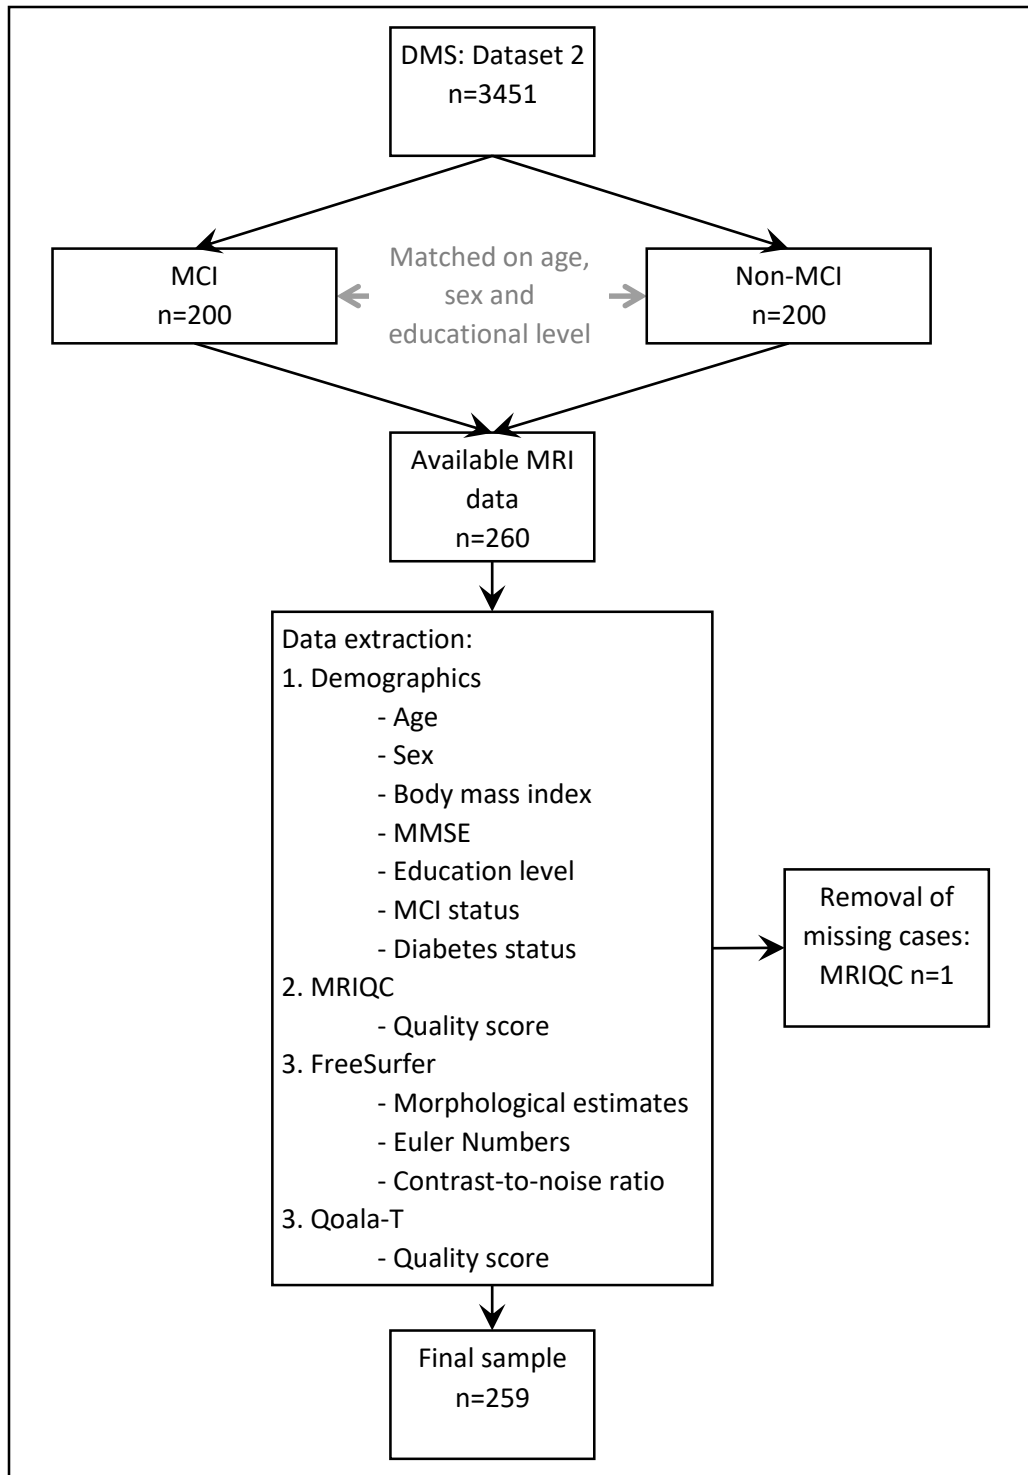 DMS: Dataset 2
n=3451
MCI
n=200
Matched on age,
sex and
educational level
Non-MCI
n=200
Available MRI
data
n=260
Data extraction:
1. Demographics
- Age
- Sex
- Body mass index
- MMSE
- Education level
- MCI status
- Diabetes status
2. MRIQC
- Quality score
3. FreeSurfer
- Morphological estimates
- Euler Numbers
- Contrast-to-noise ratio
3. Qoala-T
- Quality score
Removal of
missing cases:
MRIQC n=1
Final sample
n=259